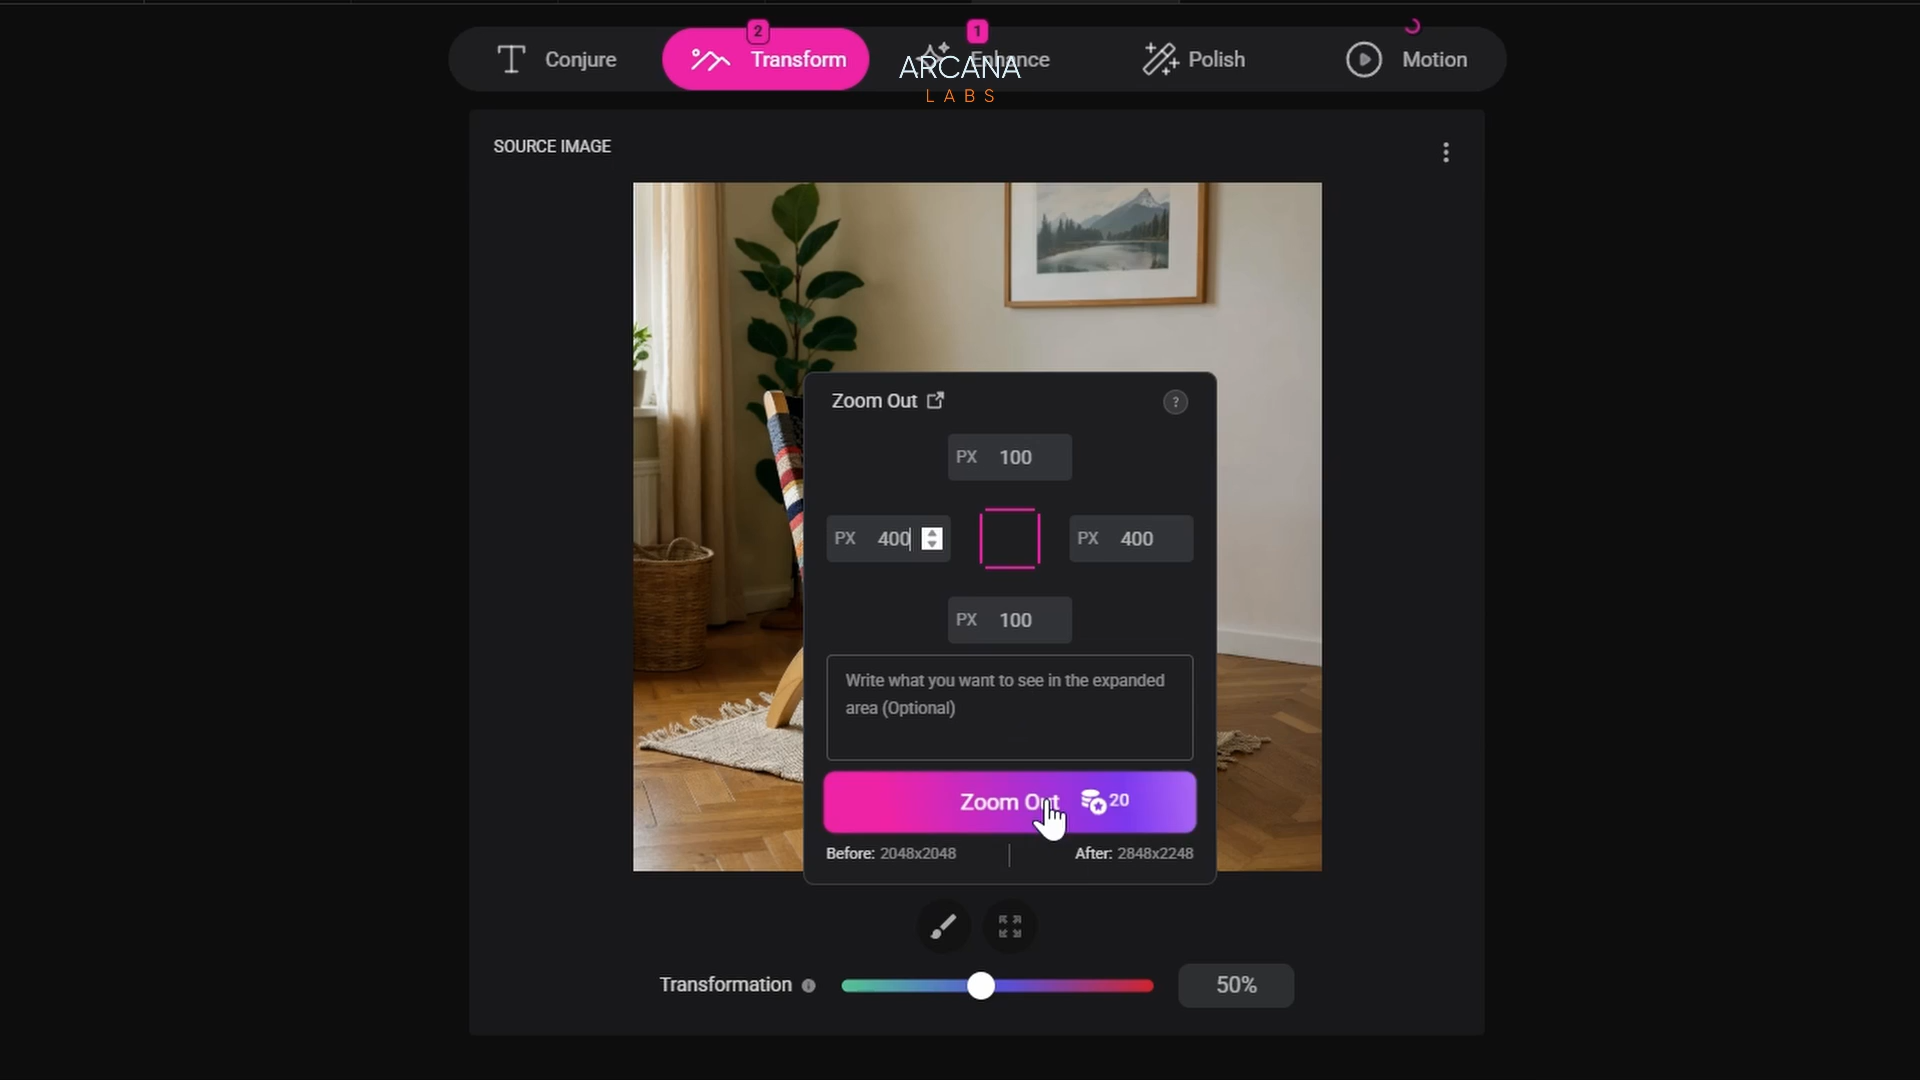 2
1
Conjure
Transform
Enhance
Polish
Motion
ARCANA
LABS
SOURCE IMAGE
Zoom Out
?
PX 100
PX 400
PX 400
PX 100
Write what you want to see in the expanded
area (Optional)
Zoom Out 20
Before: 2048x2048
After: 2848x2248
Transformation
50%